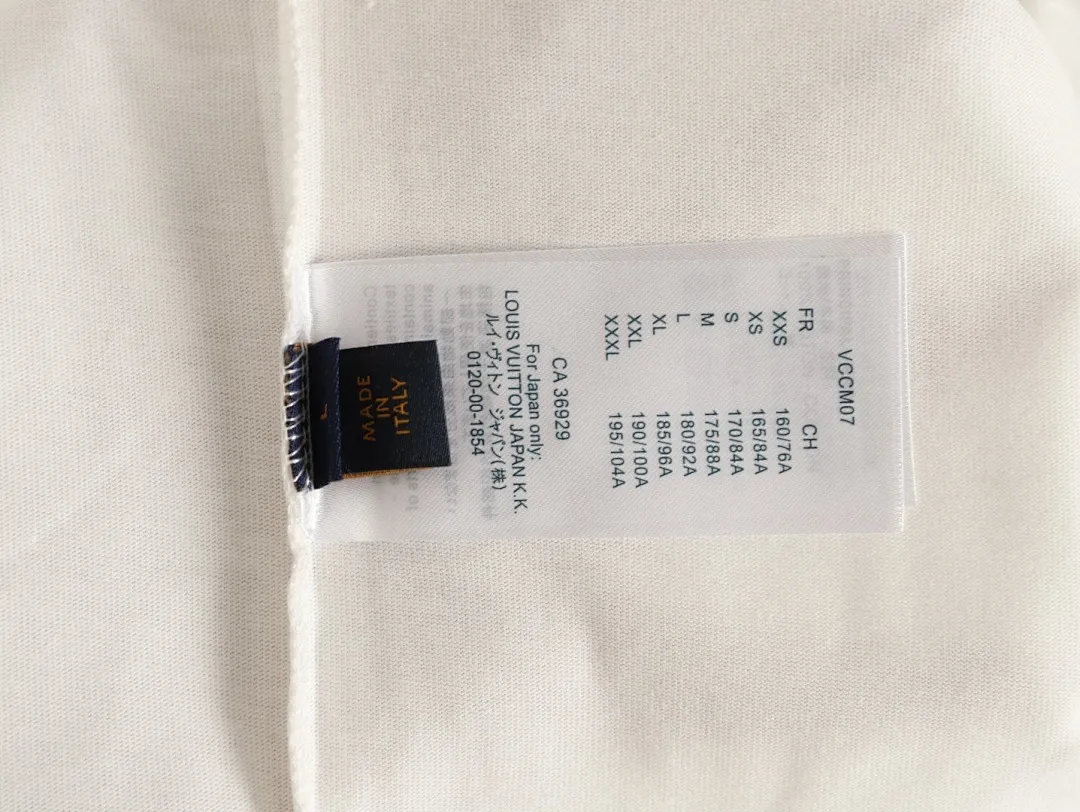 VCCM07
FR CH
XXS 160/76A
XS 165/84A
S 170/84A
M 175/88A
L 180/92A
XL 185/96A
XXL 190/100A
XXXL 195/104A
CA 36929
For Japan only:
LOUIS VUITTON JAPAN K.K.
ルイ・ヴィトン ジャパン(株)
0120-00-1854
MADE
IN
ITALY